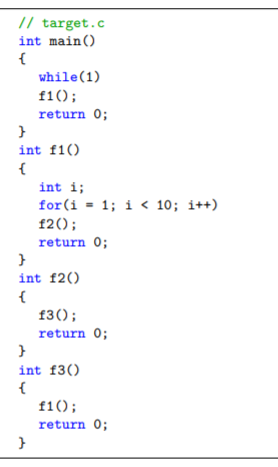 // target.c
int main()
{
while(1)
f1();
return 0;
}
int f1()
{
int i;
for(i = 1; i < 10; i++)
f2();
return 0;
}
int f2()
{
f3();
return 0;
}
int f3()
{
f1();
return 0;
}